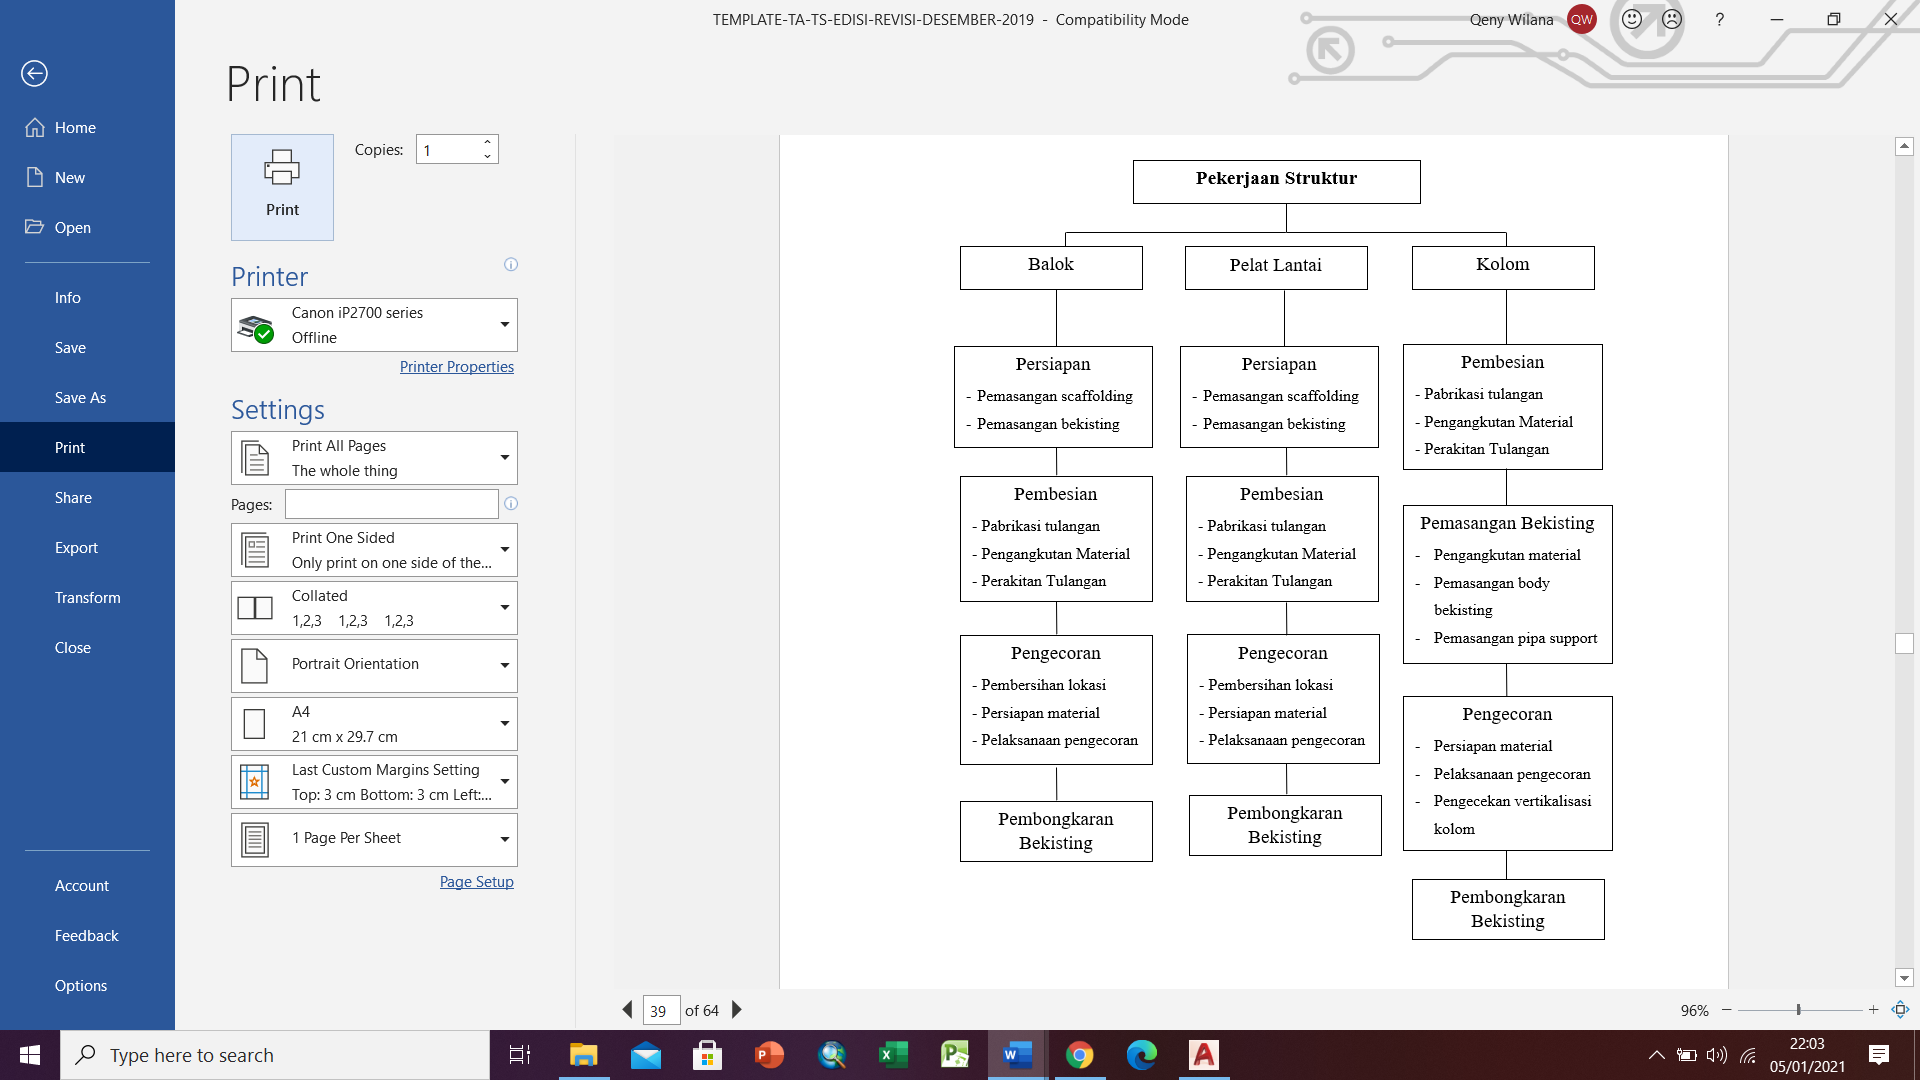 TEMPLATE-TA-TS-EDISI-REVISI-DESEMBER-2019 - Compatibility Mode
Qeny Wilana
QW
?
Print
Home
New
Open
Info
Save
Save As
Print
Share
Export
Transform
Close
Account
Feedback
Options
Print
Copies: 1
Printer
Canon iP2700 series
Offline
Printer Properties
Settings
Print All Pages
The whole thing
Pages:
Print One Sided
Only print on one side of the...
Collated
1,2,3 1,2,3 1,2,3
Portrait Orientation
A4
21 cm x 29.7 cm
Last Custom Margins Setting
Top: 3 cm Bottom: 3 cm Left:...
1 Page Per Sheet
Page Setup
Pekerjaan Struktur
Balok
Persiapan
- Pemasangan scaffolding
- Pemasangan bekisting
Pembesian
- Pabrikasi tulangan
- Pengangkutan Material
- Perakitan Tulangan
Pengecoran
- Pembersihan lokasi
- Persiapan material
- Pelaksanaan pengecoran
Pembongkaran
Bekisting
Pelat Lantai
Persiapan
- Pemasangan scaffolding
- Pemasangan bekisting
Pembesian
- Pabrikasi tulangan
- Pengangkutan Material
- Perakitan Tulangan
Pengecoran
- Pembersihan lokasi
- Persiapan material
- Pelaksanaan pengecoran
Pembongkaran
Bekisting
Kolom
Pembesian
- Pabrikasi tulangan
- Pengangkutan Material
- Perakitan Tulangan
Pemasangan Bekisting
- Pengangkutan material
- Pemasangan body
bekisting
- Pemasangan pipa support
Pengecoran
- Persiapan material
- Pelaksanaan pengecoran
- Pengecekan vertikalisasi
kolom
Pembongkaran
Bekisting
39 of 64
96%
Type here to search
22:03
05/01/2021